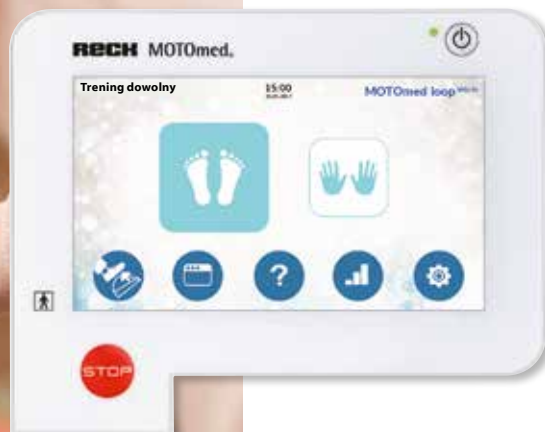 RECK MOTOmed.
Trening dowolny
15:00
MOTOmed loop
?
STOP